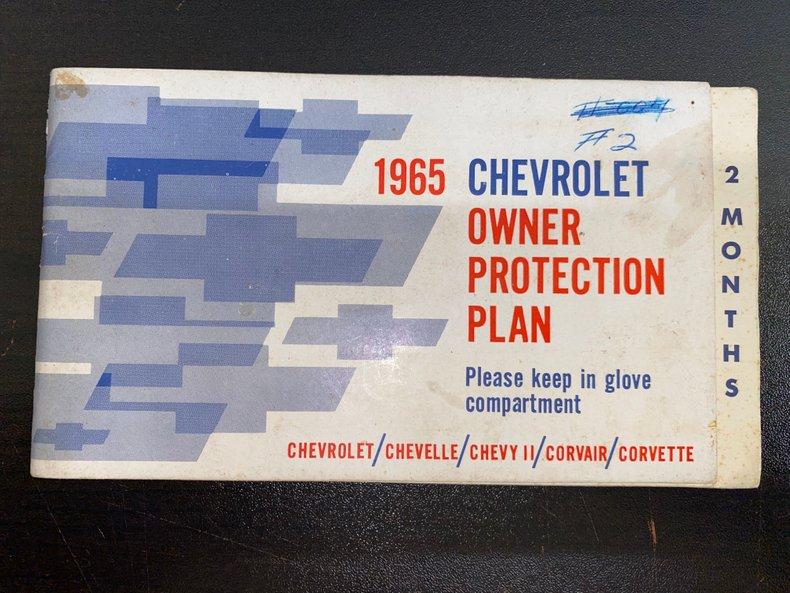 #2
1965 CHEVROLET
OWNER
PROTECTION
PLAN
Please keep in glove
compartment
CHEVROLET/CHEVELLE/CHEVY II/CORVAIR/CORVETTE
2 MONTHS